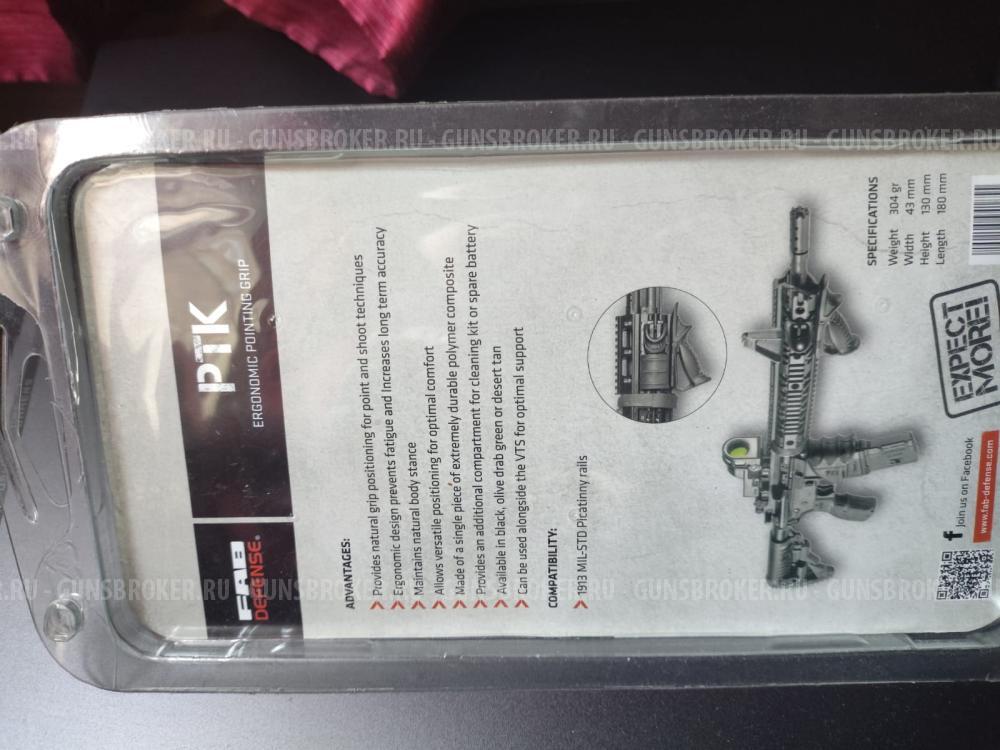 GUNSBROKER.RU - GUNSBROKER.RU - GUNSBROKER.RU - GUNSBROKER.RU
FAB
DEFENSE®
PTK
ERGONOMIC POINTING GRIP
ADVANTAGES:
Provides natural grip positioning for point and shoot techniques
Ergonomic design prevents fatigue and Increases long term accuracy
Maintains natural body stance
Allows versatile positioning for optimal comfort
Made of a single piece of extremely durable polymer composite
Provides an additional compartment for cleaning kit or spare battery
Available in black, olive drab green or desert tan
Can be used alongside the VTS for optimal support
COMPATIBILITY:
1913 MIL-STD Picatinny rails
SPECIFICATIONS
Weight 304 gr
Width 43 mm
Height 130 mm
Length 180 mm
EXPECT
MORE!
f Join us on Facebook
www.fab-defense.com
.RU - GUNSBROKER.RU - GUNSBROKER.RU - GUNSBROKER.RU - GUNSBROKER.RU